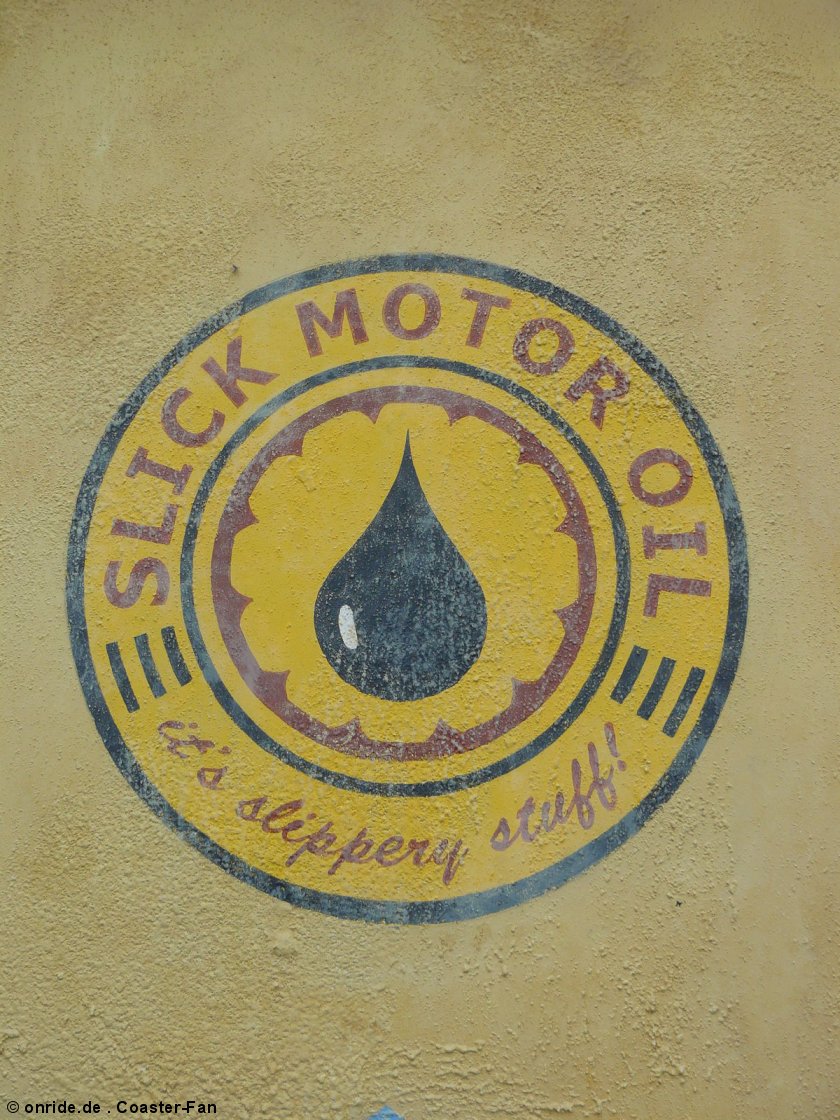 SLICK MOTOR OIL
it's slippery stuff!
© onride.de . Coaster-Fan